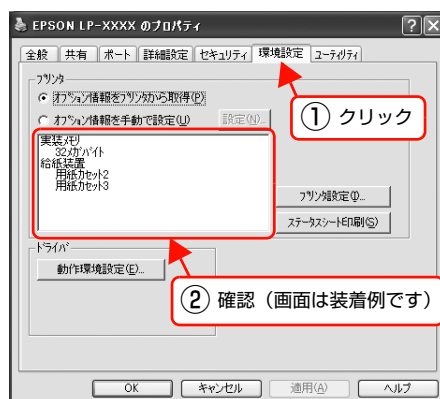 EPSON LP-XXXX のプロパティ
全般 共有 ポート 詳細設定 セキュリティ 環境設定 ユーティリティ
プリンタ
オプション情報をプリンタから取得(P)
オプション情報を手動で設定(U) 設定(N)...
① クリック
実装メモリ
32メガバイト
給紙装置
用紙カセット2
用紙カセット3
プリンタ設定(I)...
ステータスシート印刷(S)
ドライバ
動作環境設定(E)...
② 確認（画面は装着例です）
OK キャンセル 適用(A) ヘルプ